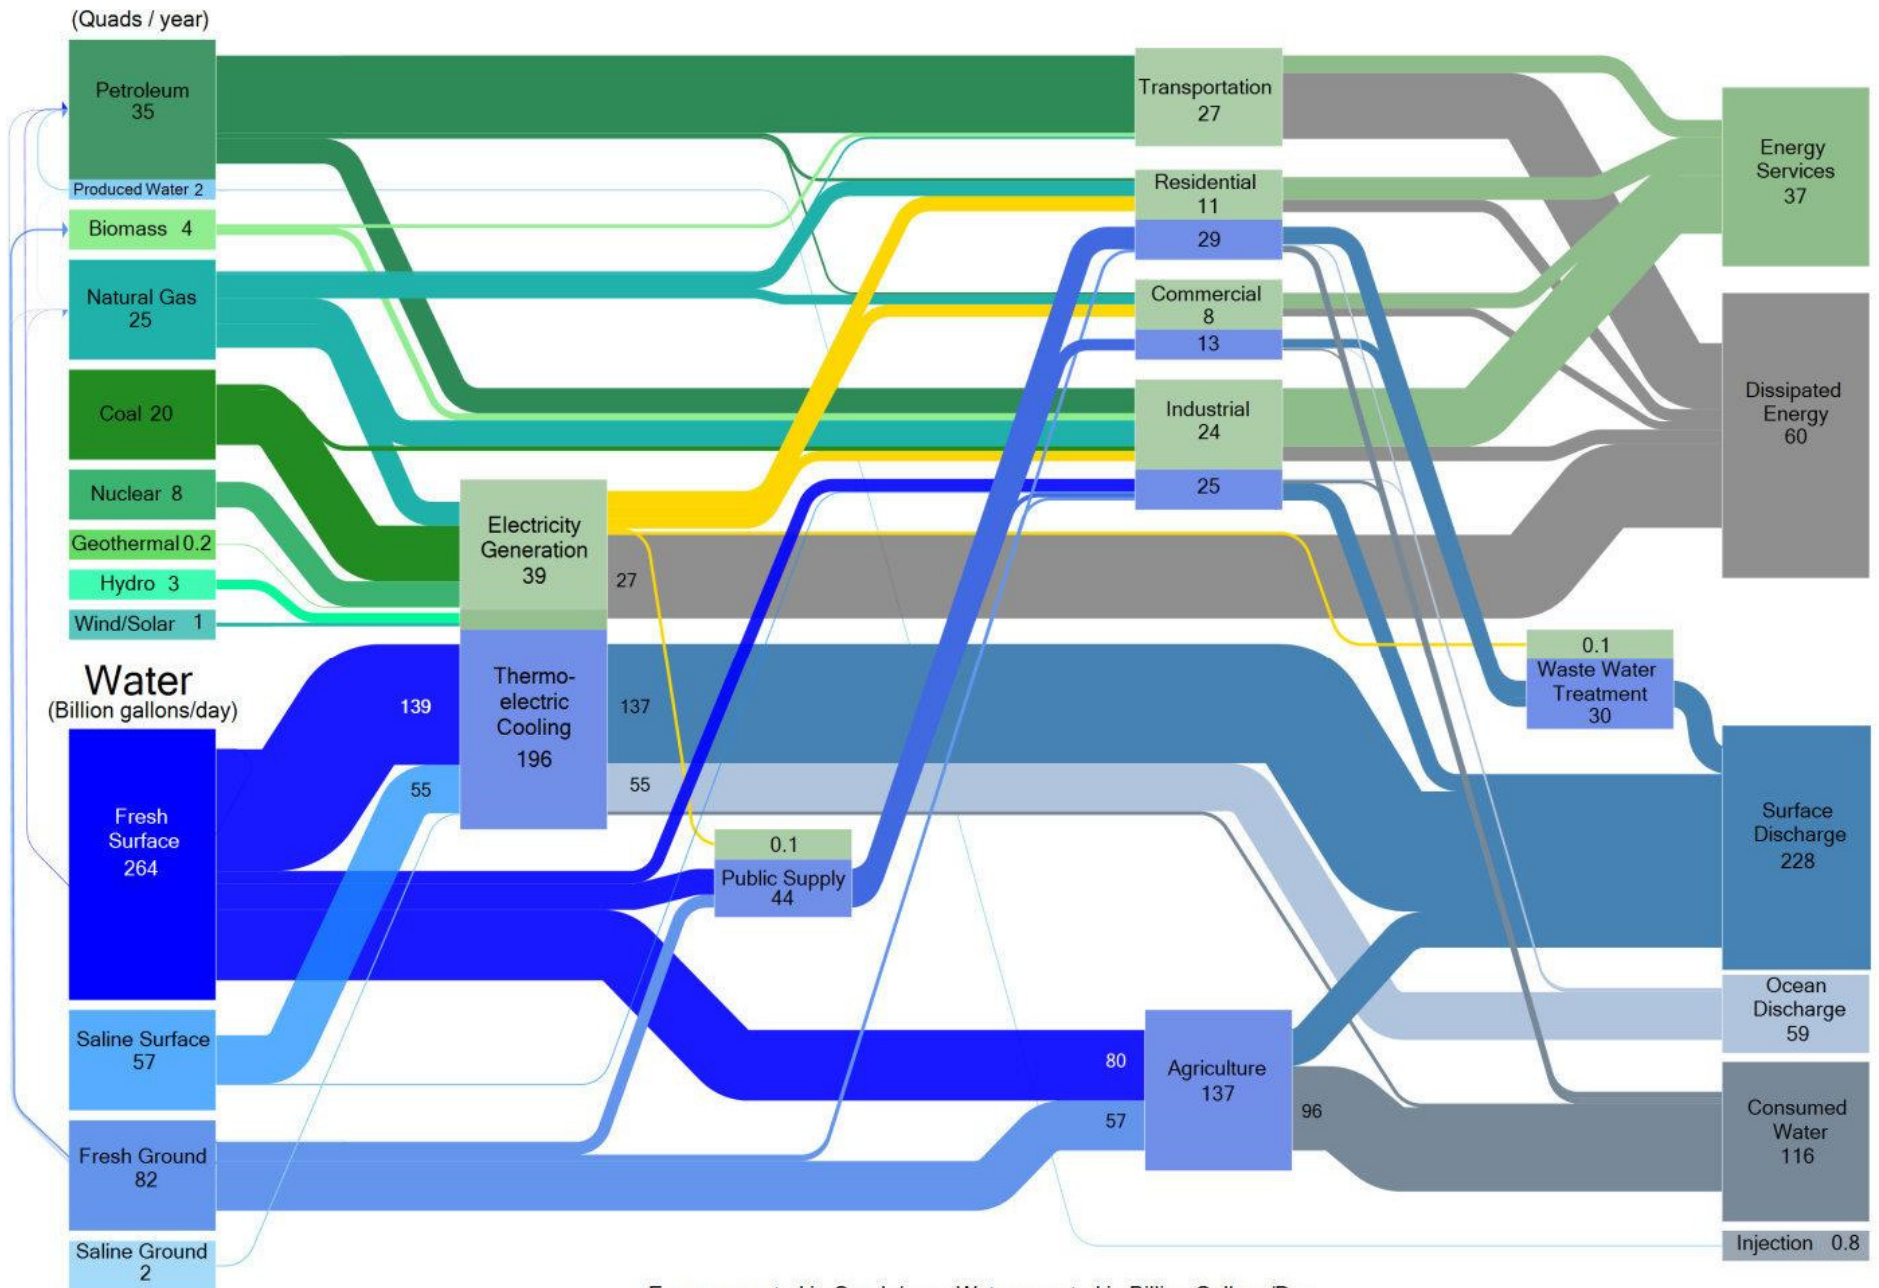 (Quads / year)
Petroleum
35
Produced Water 2
Biomass 4
Natural Gas
25
Coal 20
Nuclear 8
Geothermal 0.2
Hydro 3
Wind/Solar 1
Water
(Billion gallons/day)
Fresh
Surface
264
Saline Surface
57
Fresh Ground
82
Saline Ground
2
Electricity
Generation
39
27
Thermo-
electric
Cooling
196
139
55
137
55
0.1
Public Supply
44
Transportation
27
Residential
11
29
Commercial
8
13
Industrial
24
25
80
57
Agriculture
137
96
0.1
Waste Water
Treatment
30
Energy
Services
37
Dissipated
Energy
60
Surface
Discharge
228
Ocean
Discharge
59
Consumed
Water
116
Injection 0.8